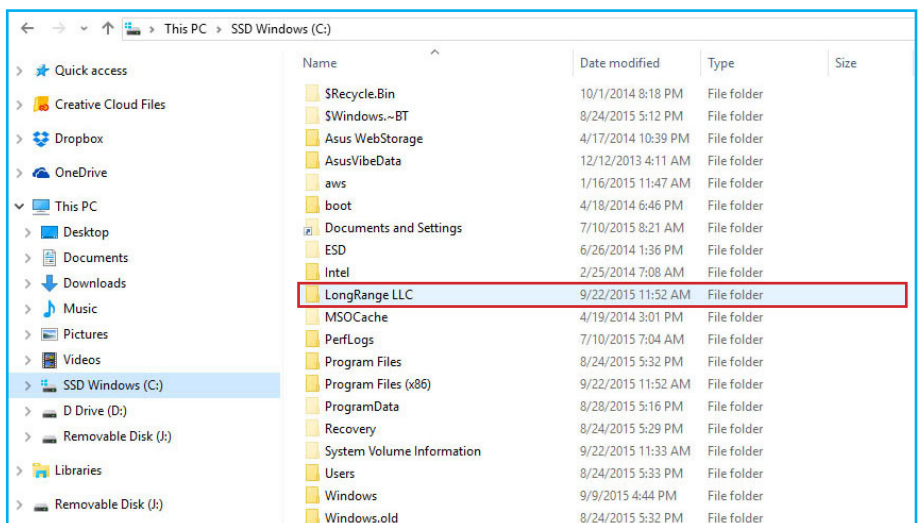 This PC > SSD Windows (C:)
Quick access
Creative Cloud Files
Dropbox
OneDrive
This PC
Desktop
Documents
Downloads
Music
Pictures
Videos
SSD Windows (C:)
D Drive (D:)
Removable Disk (J:)
Libraries
Removable Disk (J:)
Name Date modified Type Size
$Recycle.Bin 10/1/2014 8:18 PM File folder
$Windows.~BT 8/24/2015 5:12 PM File folder
Asus WebStorage 4/17/2014 10:39 PM File folder
AsusVibeData 12/12/2013 4:11 AM File folder
aws 1/16/2015 11:47 AM File folder
boot 4/18/2014 6:46 PM File folder
Documents and Settings 7/10/2015 8:21 AM File folder
ESD 6/26/2014 1:36 PM File folder
Intel 2/25/2014 7:08 AM File folder
LongRange LLC 9/22/2015 11:52 AM File folder
MSOCache 4/19/2014 3:01 PM File folder
PerfLogs 7/10/2015 7:04 AM File folder
Program Files 8/24/2015 5:32 PM File folder
Program Files (x86) 9/22/2015 11:52 AM File folder
ProgramData 8/28/2015 5:16 PM File folder
Recovery 8/24/2015 5:29 PM File folder
System Volume Information 9/22/2015 11:33 AM File folder
Users 8/24/2015 5:33 PM File folder
Windows 9/9/2015 4:44 PM File folder
Windows.old 8/24/2015 5:32 PM File folder